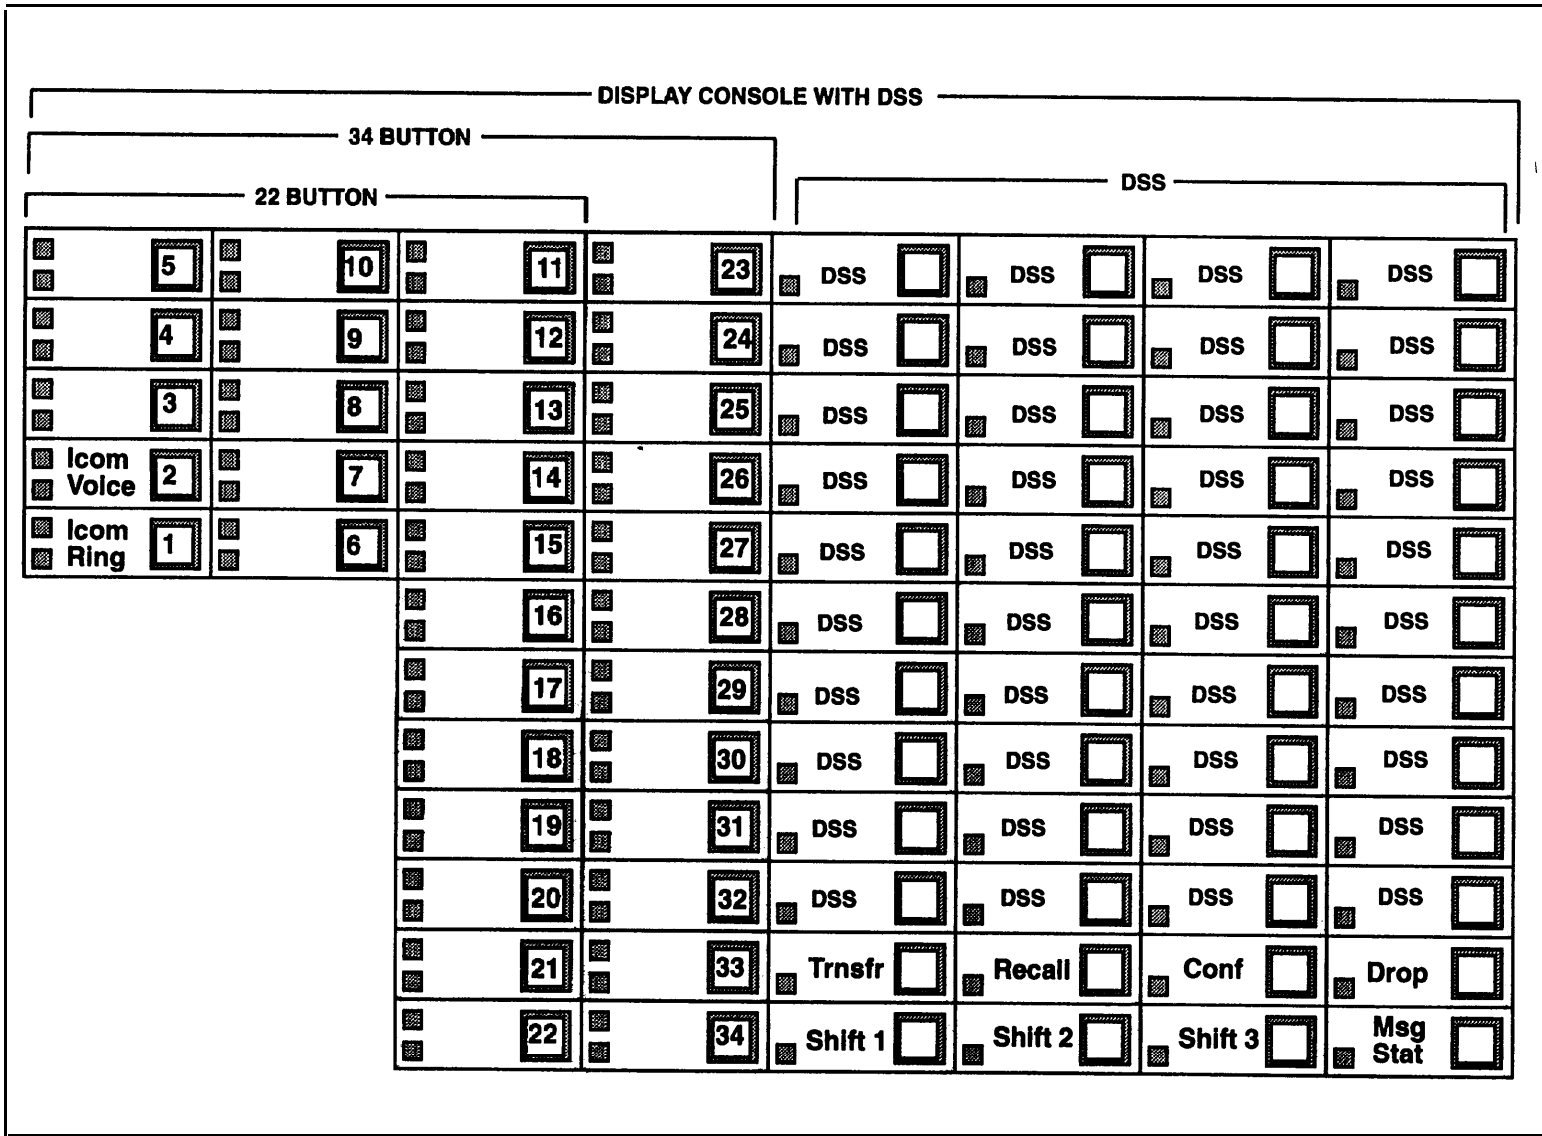 DISPLAY CONSOLE WITH DSS
34 BUTTON
22 BUTTON
DSS
5 10 11 23 DSS DSS DSS DSS
4 9 12 24 DSS DSS DSS DSS
3 8 13 25 DSS DSS DSS DSS
Icom Voice 2 7 14 26 DSS DSS DSS DSS
Icom Ring 1 6 15 27 DSS DSS DSS DSS
16 28 DSS DSS DSS DSS
17 29 DSS DSS DSS DSS
18 30 DSS DSS DSS DSS
19 31 DSS DSS DSS DSS
20 32 DSS DSS DSS DSS
21 33 Trnsfr Recall Conf Drop
22 34 Shift 1 Shift 2 Shift 3 Msg Stat